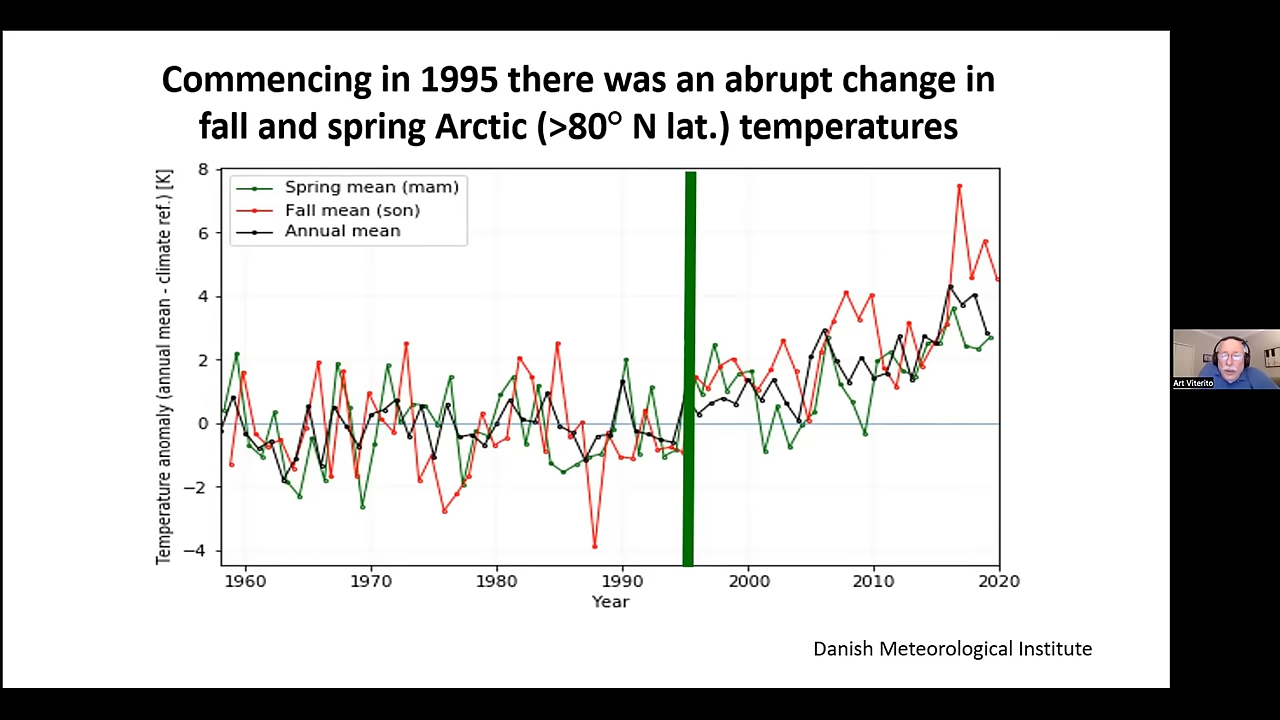 Commencing in 1995 there was an abrupt change in
fall and spring Arctic (>80° N lat.) temperatures
Temperature anomaly (annual mean - climate ref.) [K]
8
6
4
2
0
−2
−4
Spring mean (mam)
Fall mean (son)
Annual mean
1960 1970 1980 1990 2000 2010 2020
Year
Danish Meteorological Institute
Art Viterito